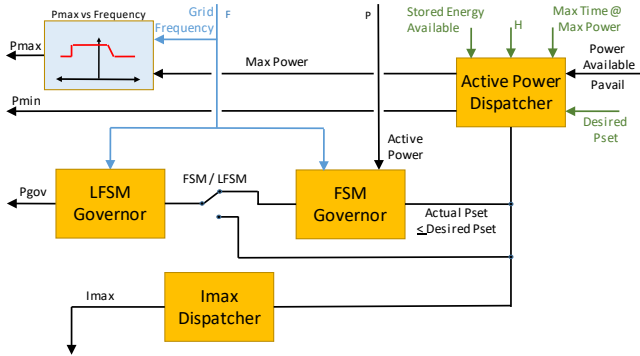 Pmax vs Frequency
Grid
Frequency
F
P
Stored Energy
Available
H
Max Time @
Max Power
Pmax
Max Power
Power
Available
Pavail
Active Power
Dispatcher
Pmin
Desired
Pset
Active
Power
Pgov
LFSM
Governor
FSM / LFSM
FSM
Governor
Actual Pset
< Desired Pset
Imax
Imax
Dispatcher